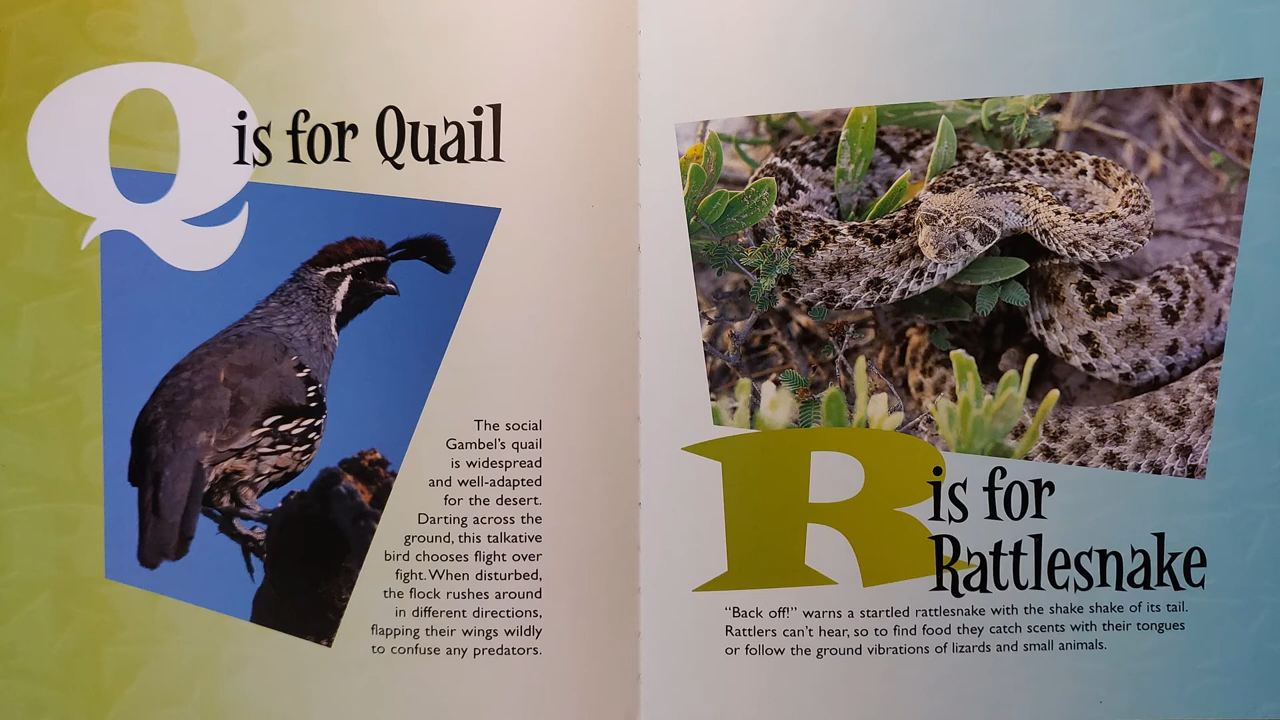 Q is for Quail
The social
Gambel's quail
is widespread
and well-adapted
for the desert.
Darting across the
ground, this talkative
bird chooses flight over
fight. When disturbed,
the flock rushes around
in different directions,
flapping their wings wildly
to confuse any predators.
R is for
Rattlesnake
"Back off!" warns a startled rattlesnake with the shake shake of its tail.
Rattlers can't hear, so to find food they catch scents with their tongues
or follow the ground vibrations of lizards and small animals.